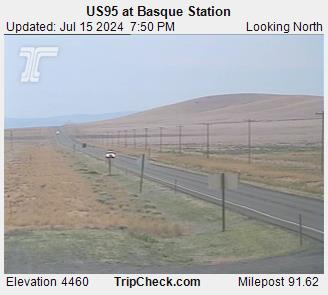 US95 at Basque Station
Updated: Jul 15 2024 7:50 PM Looking North
Elevation 4460 TripCheck.com Milepost 91.62